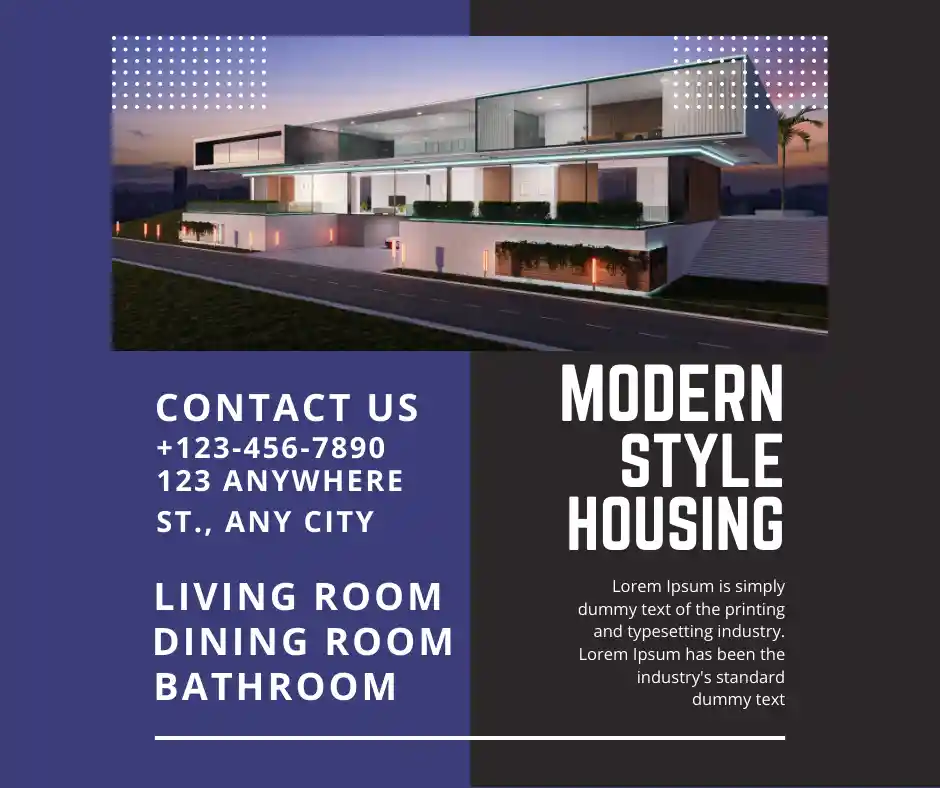 CONTACT US
+123-456-7890
123 ANYWHERE
ST., ANY CITY
LIVING ROOM
DINING ROOM
BATHROOM
MODERN
STYLE
HOUSING
Lorem Ipsum is simply
dummy text of the printing
and typesetting industry.
Lorem Ipsum has been the
industry's standard
dummy text